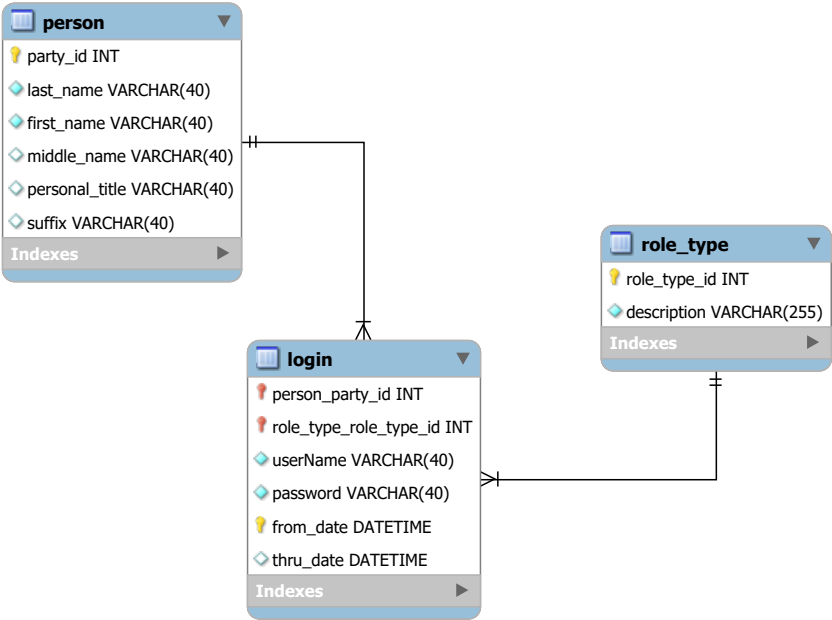 person
party_id INT
last_name VARCHAR(40)
first_name VARCHAR(40)
middle_name VARCHAR(40)
personal_title VARCHAR(40)
suffix VARCHAR(40)
Indexes
role_type
role_type_id INT
description VARCHAR(255)
Indexes
login
person_party_id INT
role_type_role_type_id INT
userName VARCHAR(40)
password VARCHAR(40)
from_date DATETIME
thru_date DATETIME
Indexes